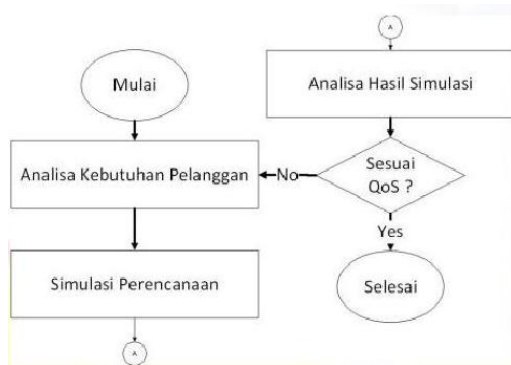 Mulai
Analisa Kebutuhan Pelanggan
Simulasi Perencanaan
A
A
Analisa Hasil Simulasi
Sesuai
QoS ?
No
Yes
Selesai